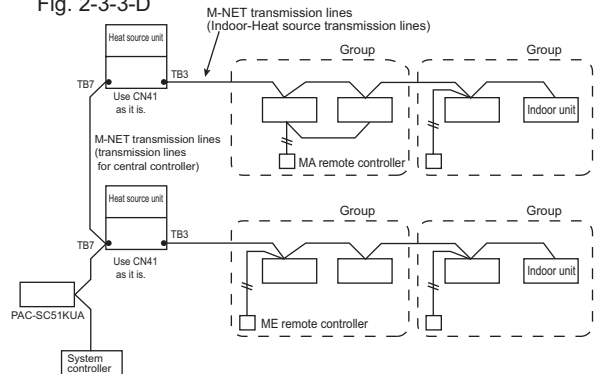 Fig. 2-3-3-D
M-NET transmission lines
(Indoor-Heat source transmission lines)
Heat source unit
TB7
TB3
Use CN41
as it is.
Group
Group
Indoor unit
MA remote controller
M-NET transmission lines
(transmission lines
for central controller)
Heat source unit
TB7
TB3
Use CN41
as it is.
Group
Group
Indoor unit
ME remote controller
PAC-SC51KUA
System
controller